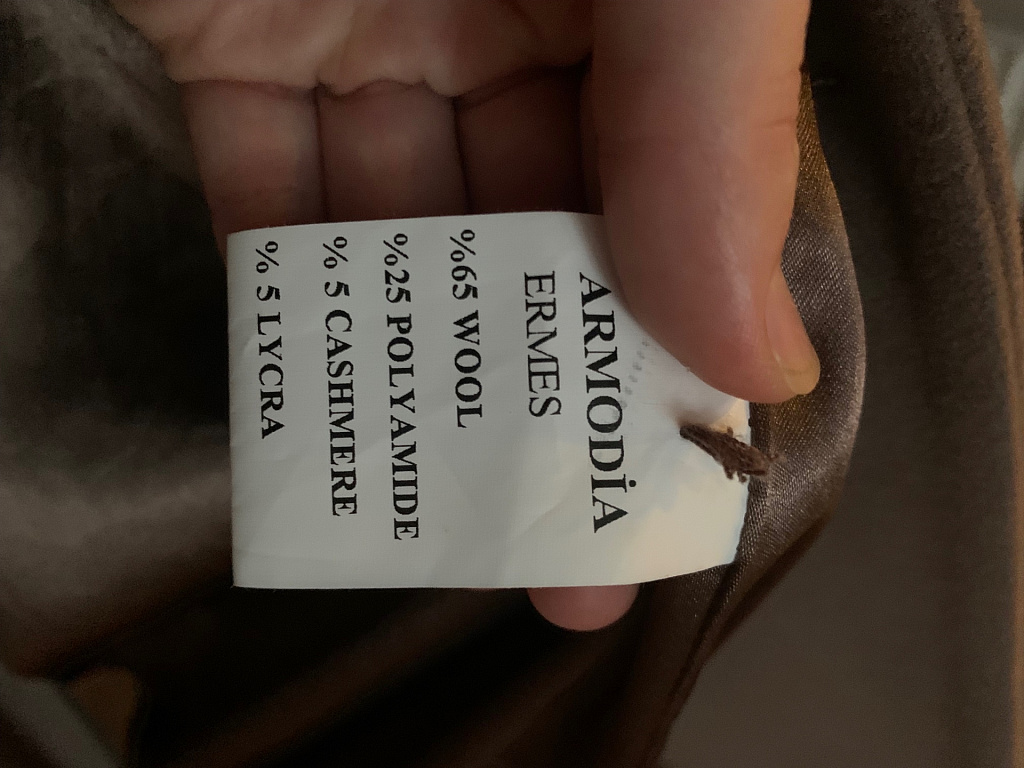 ARMODİA
ERMES
%65 WOOL
%25 POLYAMIDE
% 5 CASHMERE
% 5 LYCRA